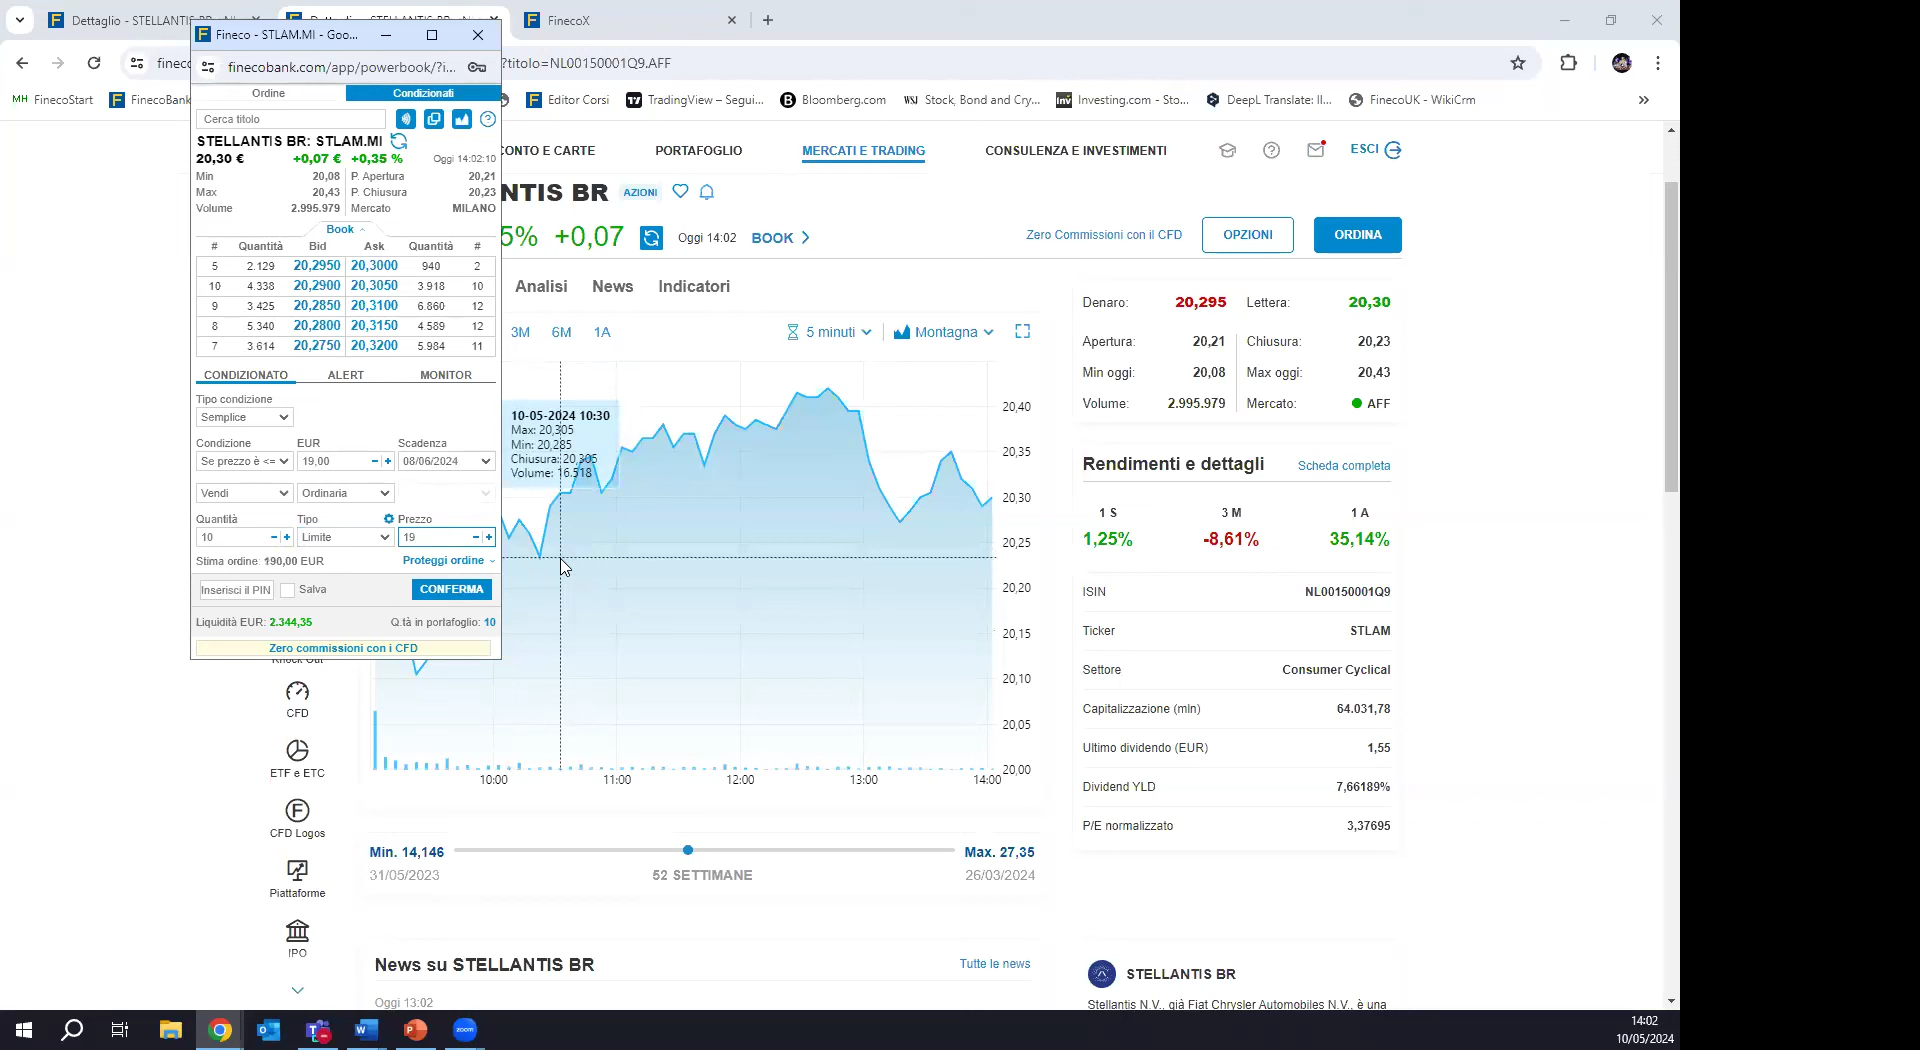 Dettaglio - STELLANTIS BR
Dettaglio - STELLANTIS BR
FinecoX
Fineco - STLAM.MI - Goo...
finecobank.com/app/powerbook/?i...
?titolo=NL00150001Q9.AFF
FinecoStart
FinecoBank
Editor Corsi
TradingView – Segui...
Bloomberg.com
Stock, Bond and Cry...
Investing.com - Sto...
DeepL Translate: Il...
FinecoUK - WikiCrm
Ordine
Condizionati
Cerca titolo
STELLANTIS BR: STLAM.MI
20,30 € +0,07 € +0,35 % Oggi 14:02:10
Min 20,08 P. Apertura 20,21
Max 20,43 P. Chiusura 20,23
Volume 2.995.979 Mercato MILANO
Book
# Quantità Bid Ask Quantità #
5 2.129 20,2950 20,3000 940 2
10 4.338 20,2900 20,3050 3.918 10
9 3.425 20,2850 20,3100 6.860 12
8 5.340 20,2800 20,3150 4.589 12
7 3.614 20,2750 20,3200 5.984 11
CONDIZIONATO ALERT MONITOR
Tipo condizione
Semplice
Condizione EUR Scadenza
Se prezzo è <= 19,00 - + 08/06/2024
Vendi Ordinaria
Quantità Tipo Prezzo
10 - + Limite 19 - +
Stima ordine: 190,00 EUR Proteggi ordine
Inserisci il PIN Salva CONFERMA
Liquidità EUR: 2.344,35 Q.tà in portafoglio: 10
Zero commissioni con i CFD
CONTO E CARTE
PORTAFOGLIO
MERCATI E TRADING
CONSULENZA E INVESTIMENTI
ESCI
NTIS BR AZIONI
5% +0,07 Oggi 14:02 BOOK
Zero Commissioni con il CFD OPZIONI ORDINA
Analisi News Indicatori
3M 6M 1A
5 minuti Montagna
10-05-2024 10:30
Max: 20,305
Min: 20,285
Chiusura: 20,305
Volume: 16.518
20,40
20,35
20,30
20,25
20,20
20,15
20,10
20,05
20,00
10:00 11:00 12:00 13:00 14:00
Min. 14,146 Max. 27,35
31/05/2023 52 SETTIMANE 26/03/2024
News su STELLANTIS BR Tutte le news
Oggi 13:02
Denaro: 20,295 Lettera: 20,30
Apertura: 20,21 Chiusura: 20,23
Min oggi: 20,08 Max oggi: 20,43
Volume: 2.995.979 Mercato: AFF
Rendimenti e dettagli Scheda completa
1 S 3 M 1 A
1,25% -8,61% 35,14%
ISIN NL00150001Q9
Ticker STLAM
Settore Consumer Cyclical
Capitalizzazione (mln) 64.031,78
Ultimo dividendo (EUR) 1,55
Dividend YLD 7,66189%
P/E normalizzato 3,37695
STELLANTIS BR
Stellantis N.V., già Fiat Chrysler Automobiles N.V., è una
Knock Out
CFD
ETF e ETC
CFD Logos
Piattaforme
IPO
14:02
10/05/2024